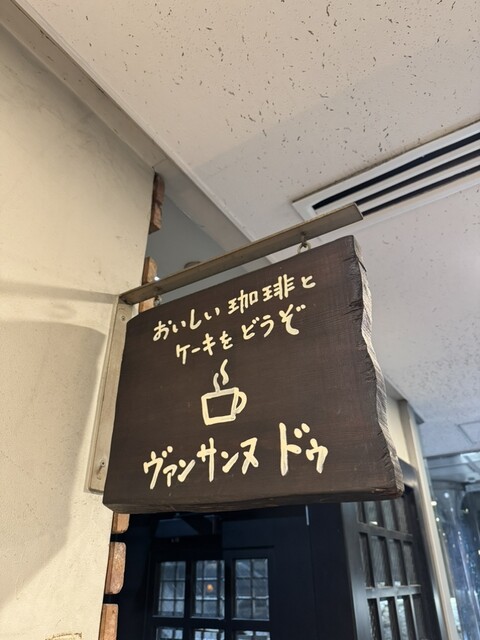 おいしい珈琲と
ケーキをどうぞ
ヴァンサンヌ ドゥ